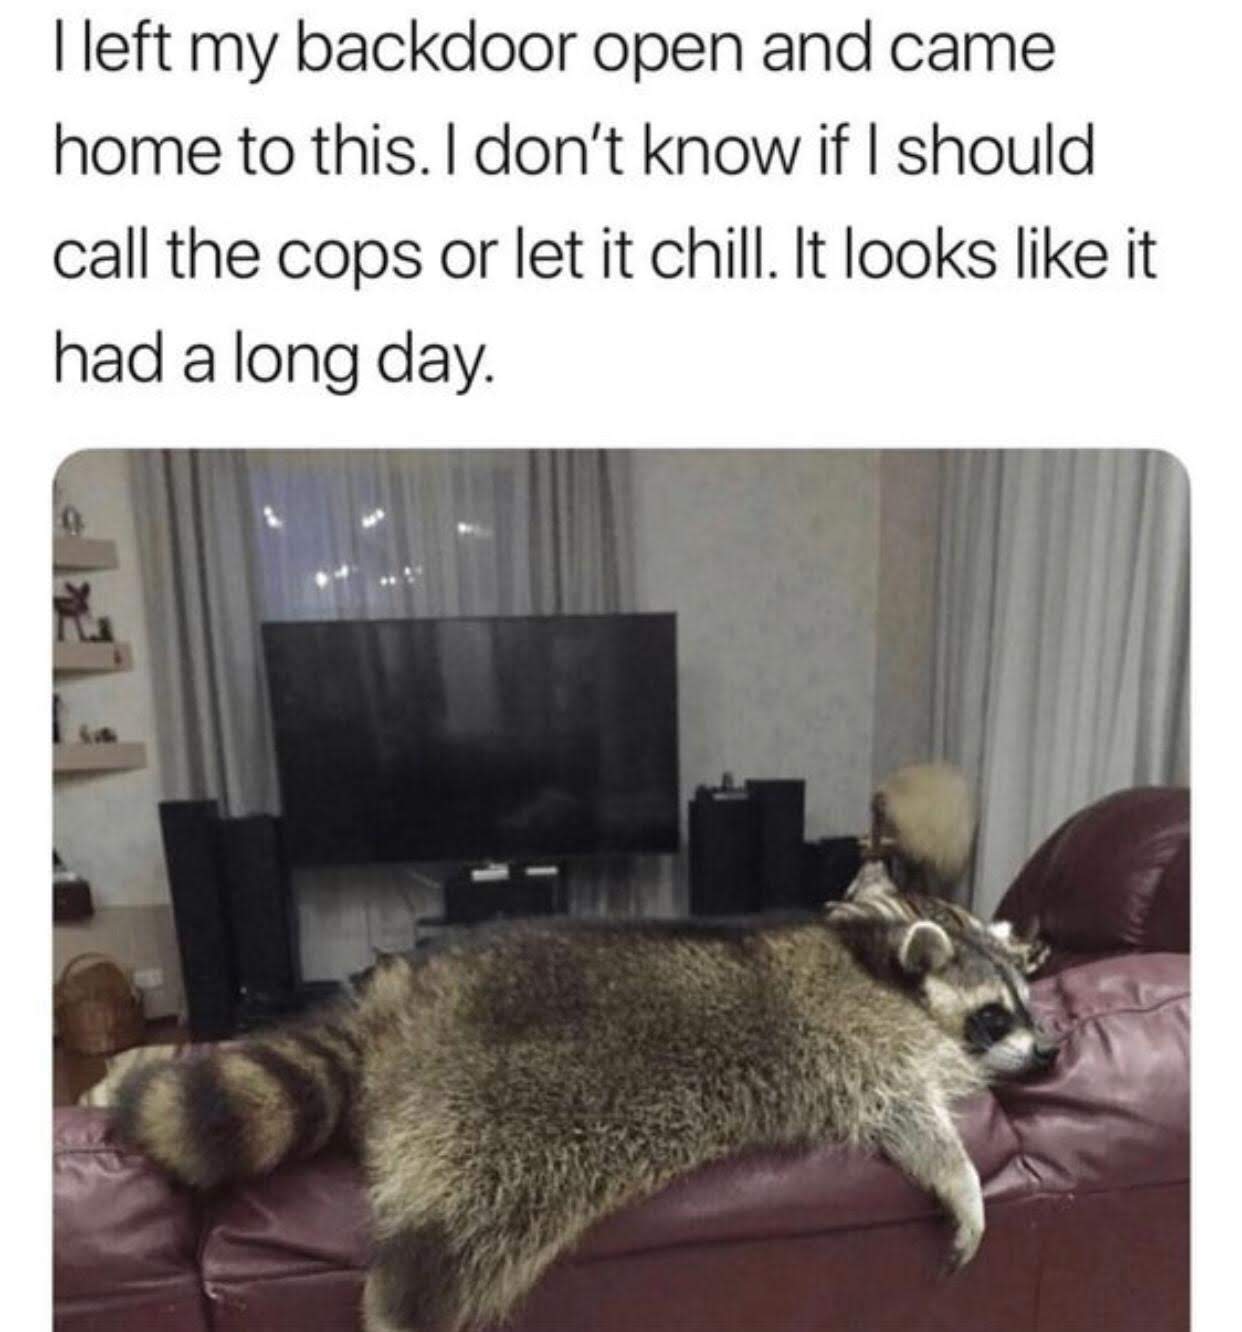 I left my backdoor open and came
home to this. I don't know if I should
call the cops or let it chill. It looks like it
had a long day.